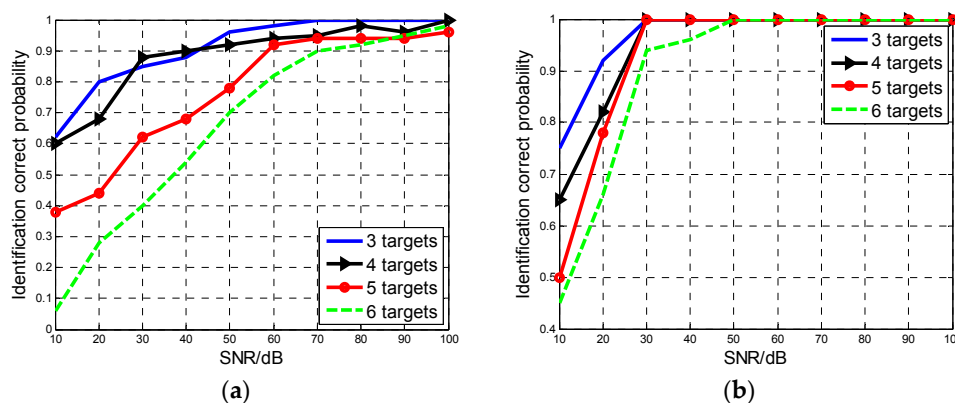 Identification correct probability
1
0.9
0.8
0.7
0.6
0.5
0.4
0.3
0.2
0.1
0
10 20 30 40 50 60 70 80 90 100
SNR/dB
3 targets
4 targets
5 targets
6 targets
(a)
Identification correct probability
1
0.9
0.8
0.7
0.6
0.5
0.4
10 20 30 40 50 60 70 80 90 100
SNR/dB
3 targets
4 targets
5 targets
6 targets
(b)